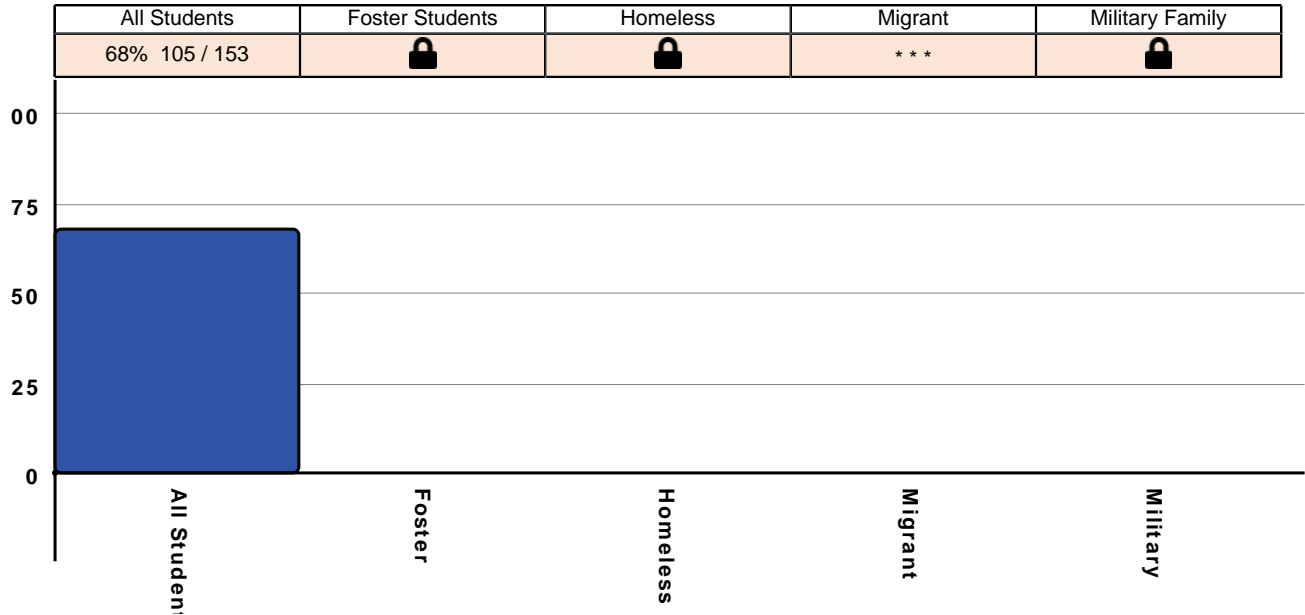 All Students Foster Students Homeless Migrant Military Family
68% 105 / 153 * * *
00
75
50
25
0
All Student
Foster
Homeless
Migrant
Military